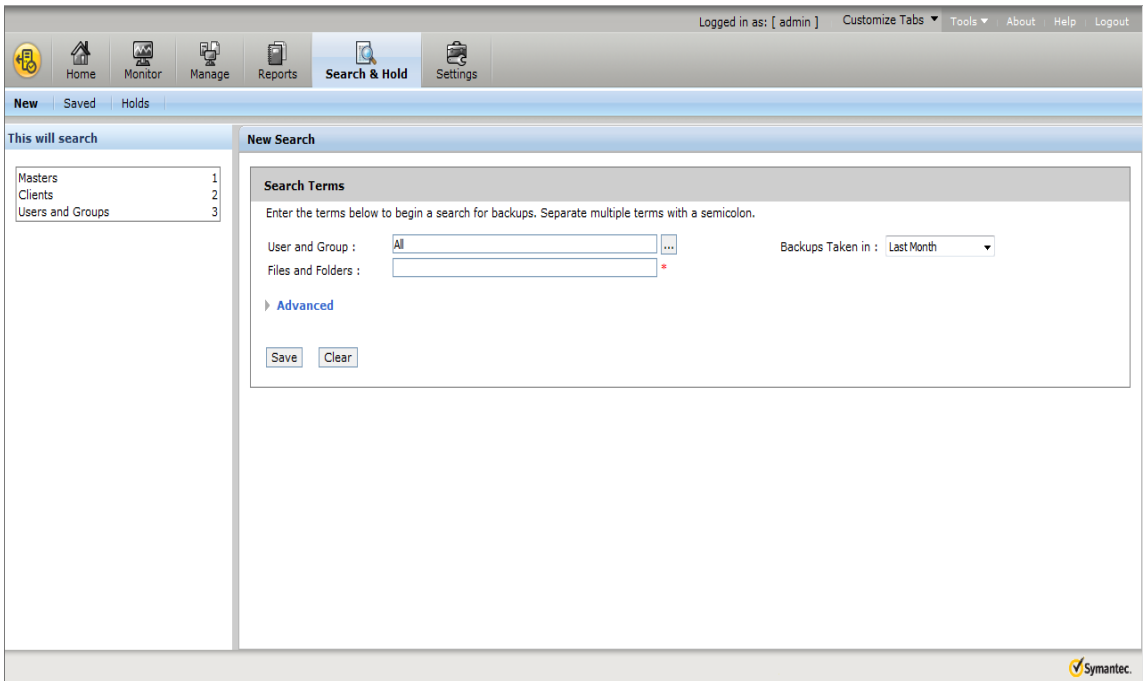 Logged in as: [ admin ] Customize Tabs Tools About Help Logout
Home Monitor Manage Reports Search & Hold Settings
New Saved Holds
This will search
Masters 1
Clients 2
Users and Groups 3
New Search
Search Terms
Enter the terms below to begin a search for backups. Separate multiple terms with a semicolon.
User and Group : All ... Backups Taken in : Last Month
Files and Folders : *
Advanced
Save Clear
Symantec.